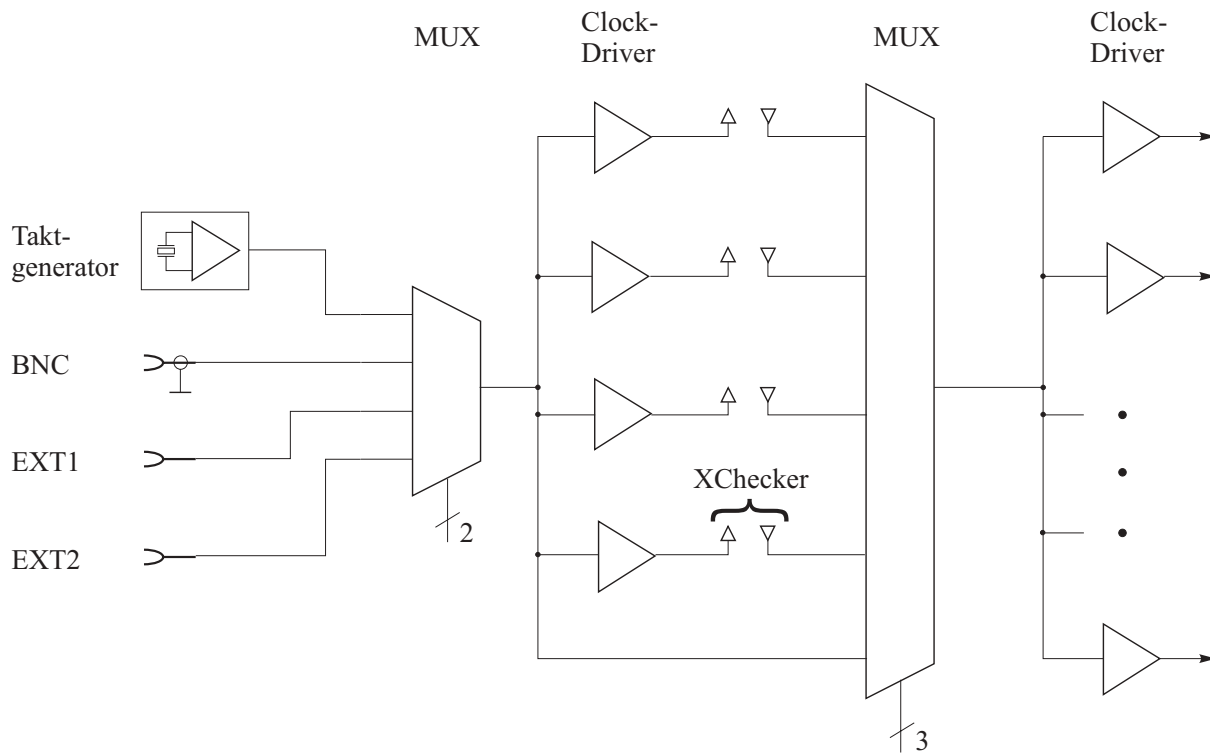 MUX
Clock-
Driver
MUX
Clock-
Driver
Takt-
generator
BNC
EXT1
EXT2
XChecker
2
3